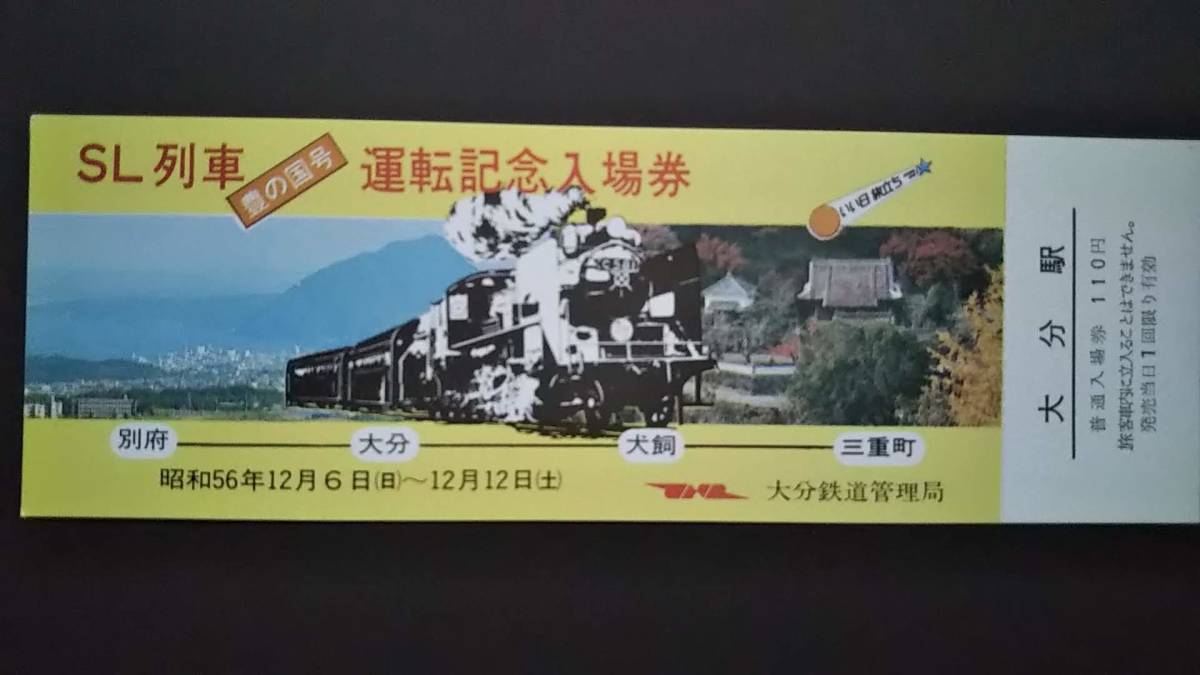 SL列車 豊の国号 運転記念入場券
いい日旅立ち
C581
別府 大分 犬飼 三重町
昭和56年12月6日(日)～12月12日(土)
大分鉄道管理局
大分駅
普通入場券 110円
旅客車内に立入ることはできません。
発売当日1回限り有効